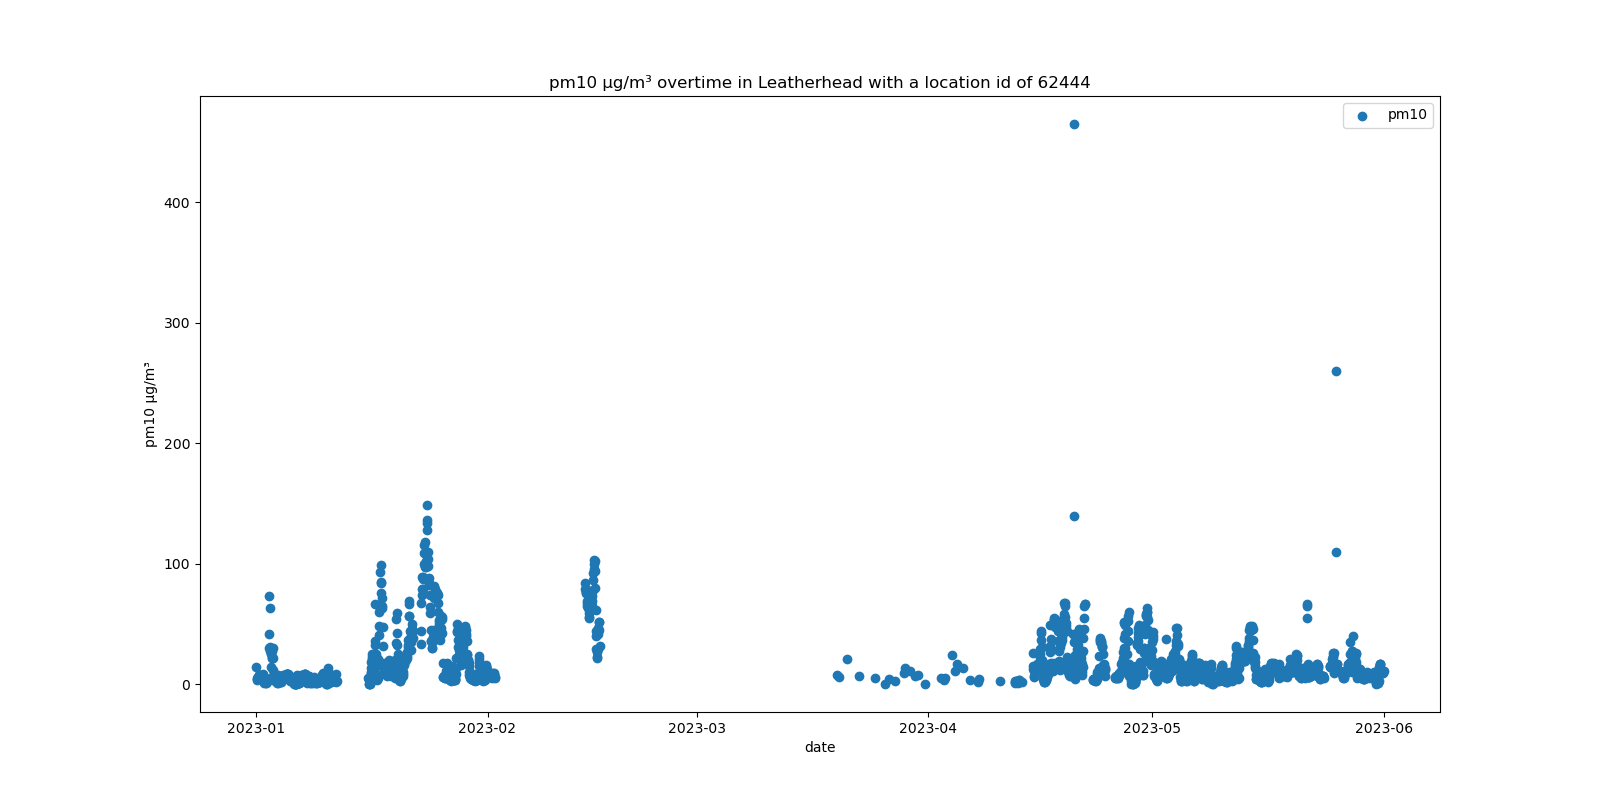 pm10 µg/m³ overtime in Leatherhead with a location id of 62444
pm10
400
300
200
100
0
pm10 µg/m³
2023-01 2023-02 2023-03 2023-04 2023-05 2023-06
date